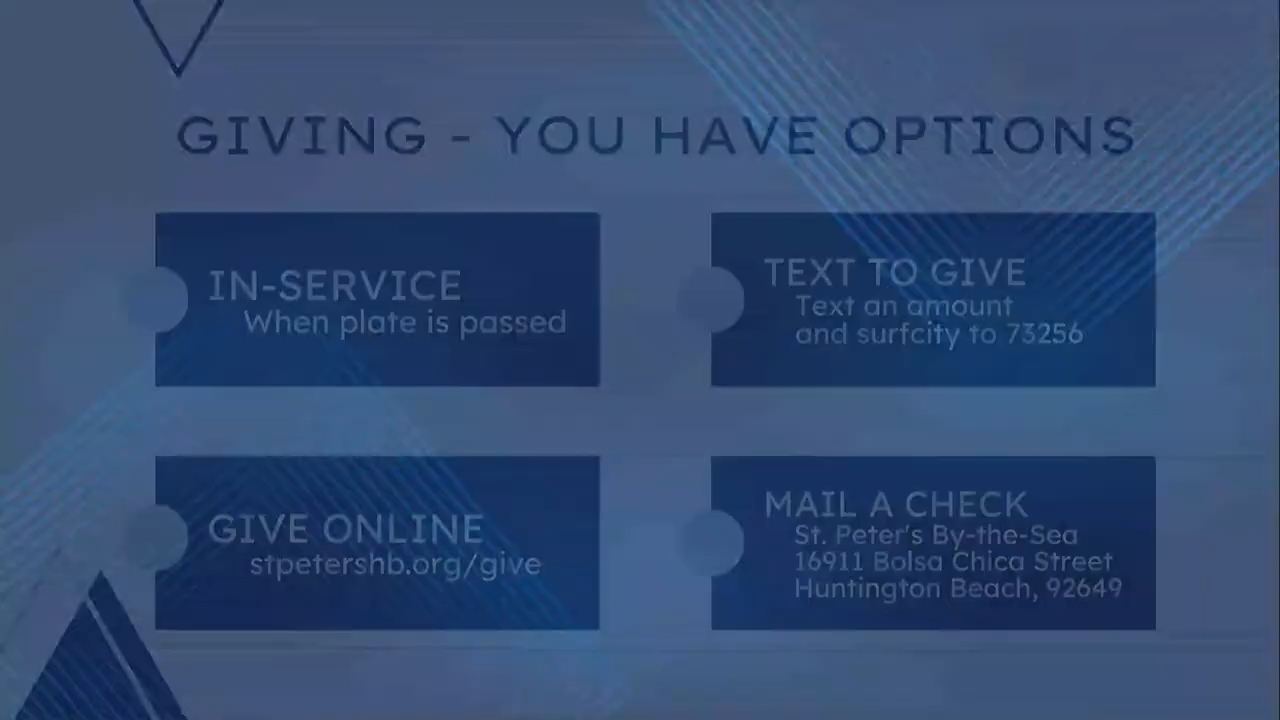 GIVING - YOU HAVE OPTIONS
IN-SERVICE
When plate is passed
TEXT TO GIVE
Text an amount
and surfcity to 73256
GIVE ONLINE
stpetershb.org/give
MAIL A CHECK
St. Peter's By-the-Sea
16911 Bolsa Chica Street
Huntington Beach, 92649